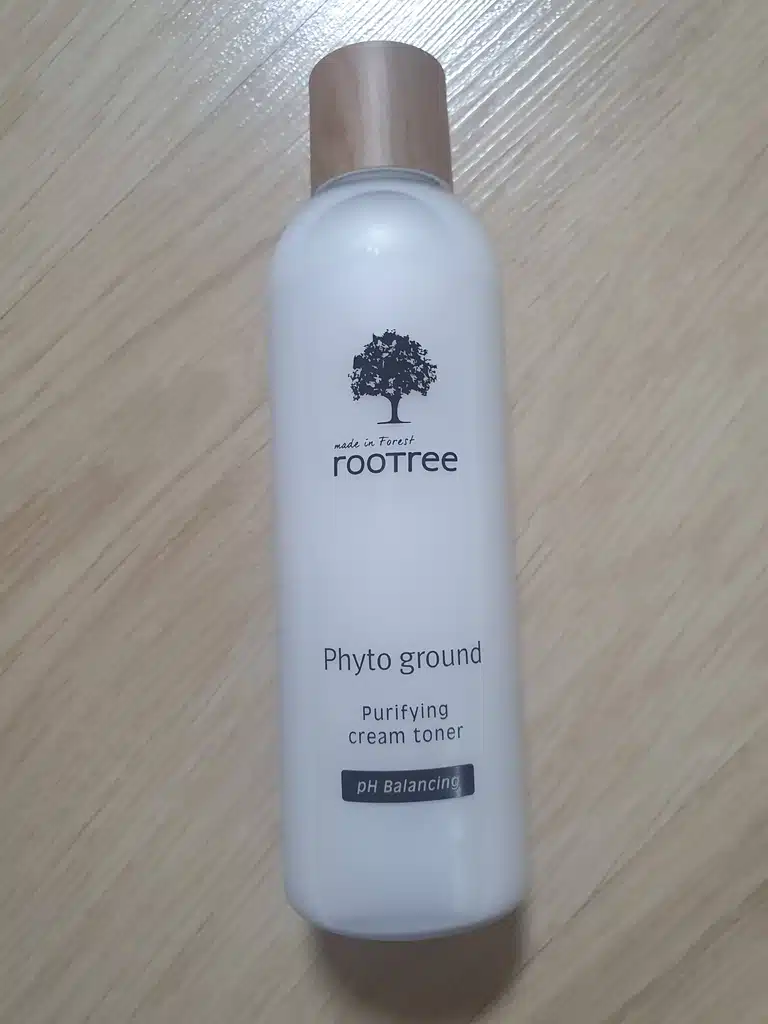 made in Forest
rooTree
Phyto ground
Purifying
cream toner
pH Balancing